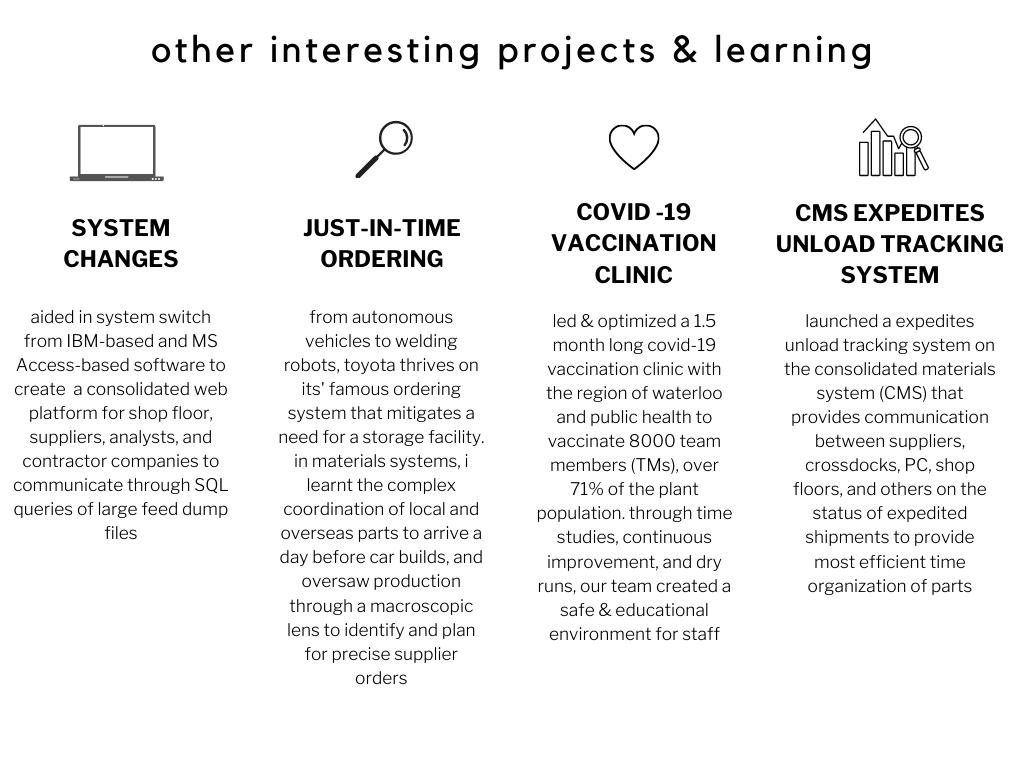 other interesting projects & learning
SYSTEM
CHANGES
aided in system switch
from IBM-based and MS
Access-based software to
create  a consolidated web
platform for shop floor,
suppliers, analysts, and
contractor companies to
communicate through SQL
queries of large feed dump
files
JUST-IN-TIME
ORDERING
from autonomous
vehicles to welding
robots, toyota thrives on
its' famous ordering
system that mitigates a
need for a storage facility.
in materials systems, i
learnt the complex
coordination of local and
overseas parts to arrive a
day before car builds, and
oversaw production
through a macroscopic
lens to identify and plan
for precise supplier
orders
COVID -19
VACCINATION
CLINIC
led & optimized a 1.5
month long covid-19
vaccination clinic with
the region of waterloo
and public health to
vaccinate 8000 team
members (TMs), over
71% of the plant
population. through time
studies, continuous
improvement, and dry
runs, our team created a
safe & educational
environment for staff
CMS EXPEDITES
UNLOAD TRACKING
SYSTEM
launched a expedites
unload tracking system on
the consolidated materials
system (CMS) that
provides communication
between suppliers,
crossdocks, PC, shop
floors, and others on the
status of expedited
shipments to provide
most efficient time
organization of parts